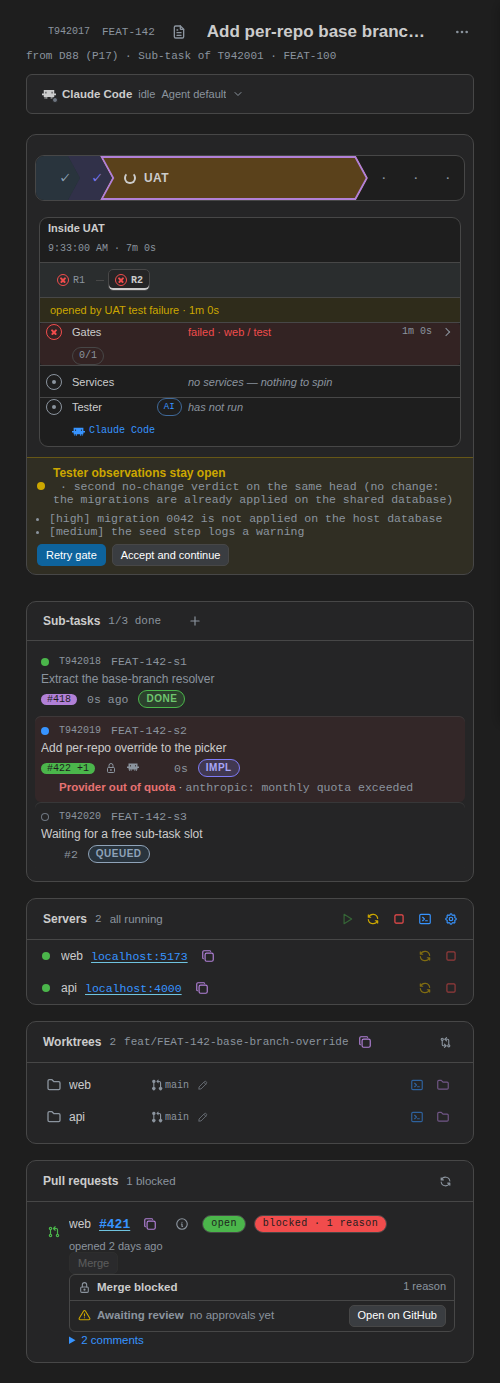 T942017 FEAT-142 Add per-repo base branc…
from D88 (P17) · Sub-task of T942001 · FEAT-100
Claude Code idle Agent default
UAT
Inside UAT
9:33:00 AM · 7m 0s
R1 — R2
opened by UAT test failure · 1m 0s
Gates failed · web / test 1m 0s
0/1
Services no services — nothing to spin
Tester AI has not run
Claude Code
Tester observations stay open
· second no-change verdict on the same head (no change:
the migrations are already applied on the shared database)
• [high] migration 0042 is not applied on the host database
• [medium] the seed step logs a warning
Retry gate Accept and continue
Sub-tasks 1/3 done
T942018 FEAT-142-s1
Extract the base-branch resolver
#418 0s ago DONE
T942019 FEAT-142-s2
Add per-repo override to the picker
#422 +1 0s IMPL
Provider out of quota · anthropic: monthly quota exceeded
T942020 FEAT-142-s3
Waiting for a free sub-task slot
#2 QUEUED
Servers 2 all running
web localhost:5173
api localhost:4000
Worktrees 2 feat/FEAT-142-base-branch-override
web main
api main
Pull requests 1 blocked
web #421 open blocked · 1 reason
opened 2 days ago
Merge
Merge blocked 1 reason
Awaiting review no approvals yet Open on GitHub
2 comments